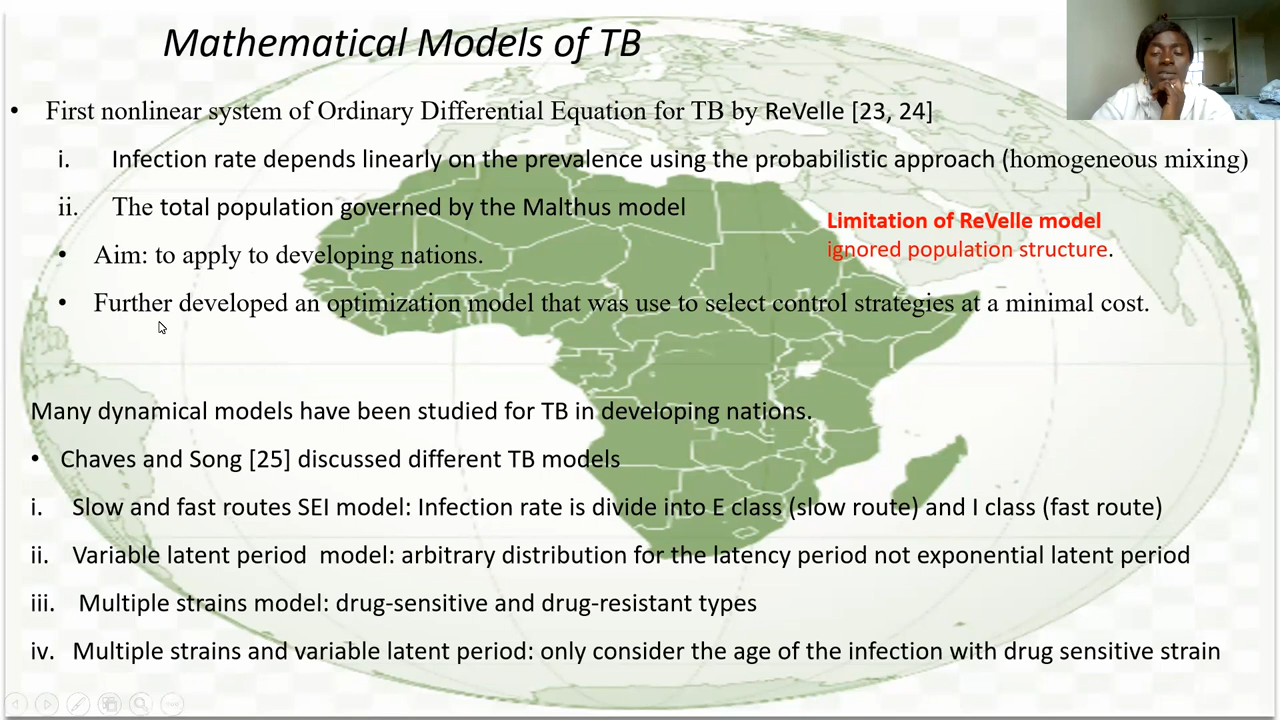 Mathematical Models of TB
• First nonlinear system of Ordinary Differential Equation for TB by ReVelle [23, 24]
i. Infection rate depends linearly on the prevalence using the probabilistic approach (homogeneous mixing)
ii. The total population governed by the Malthus model
Limitation of ReVelle model
ignored population structure.
• Aim: to apply to developing nations.
• Further developed an optimization model that was use to select control strategies at a minimal cost.
Many dynamical models have been studied for TB in developing nations.
• Chaves and Song [25] discussed different TB models
i. Slow and fast routes SEI model: Infection rate is divide into E class (slow route) and I class (fast route)
ii. Variable latent period model: arbitrary distribution for the latency period not exponential latent period
iii. Multiple strains model: drug-sensitive and drug-resistant types
iv. Multiple strains and variable latent period: only consider the age of the infection with drug sensitive strain